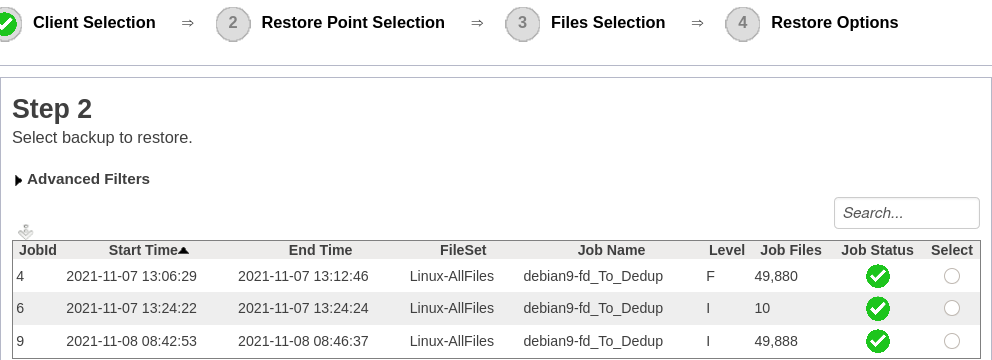 Client Selection ⇒ 2 Restore Point Selection ⇒ 3 Files Selection ⇒ 4 Restore Options
Step 2
Select backup to restore.
Advanced Filters
Search...
JobId Start Time End Time FileSet Job Name Level Job Files Job Status Select
4 2021-11-07 13:06:29 2021-11-07 13:12:46 Linux-AllFiles debian9-fd_To_Dedup F 49,880
6 2021-11-07 13:24:22 2021-11-07 13:24:24 Linux-AllFiles debian9-fd_To_Dedup I 10
9 2021-11-08 08:42:53 2021-11-08 08:46:37 Linux-AllFiles debian9-fd_To_Dedup I 49,888